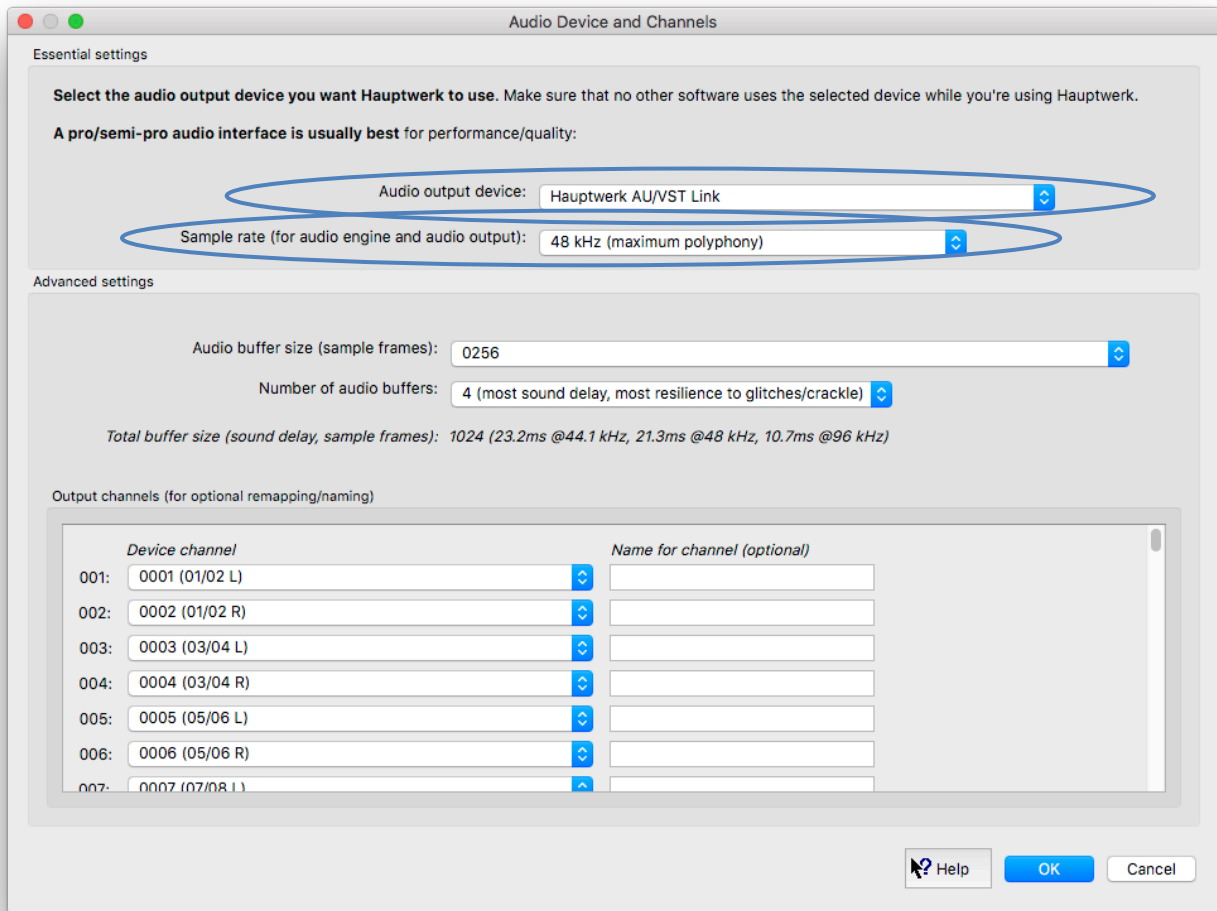 Audio Device and Channels
Essential settings
Select the audio output device you want Hauptwerk to use. Make sure that no other software uses the selected device while you're using Hauptwerk.
A pro/semi-pro audio interface is usually best for performance/quality:
Audio output device: Hauptwerk AU/VST Link
Sample rate (for audio engine and audio output): 48 kHz (maximum polyphony)
Advanced settings
Audio buffer size (sample frames): 0256
Number of audio buffers: 4 (most sound delay, most resilience to glitches/crackle)
Total buffer size (sound delay, sample frames): 1024 (23.2ms @44.1 kHz, 21.3ms @48 kHz, 10.7ms @96 kHz)
Output channels (for optional remapping/naming)
Device channel Name for channel (optional)
001: 0001 (01/02 L)
002: 0002 (01/02 R)
003: 0003 (03/04 L)
004: 0004 (03/04 R)
005: 0005 (05/06 L)
006: 0006 (05/06 R)
007: 0007 (07/08 L)
? Help OK Cancel